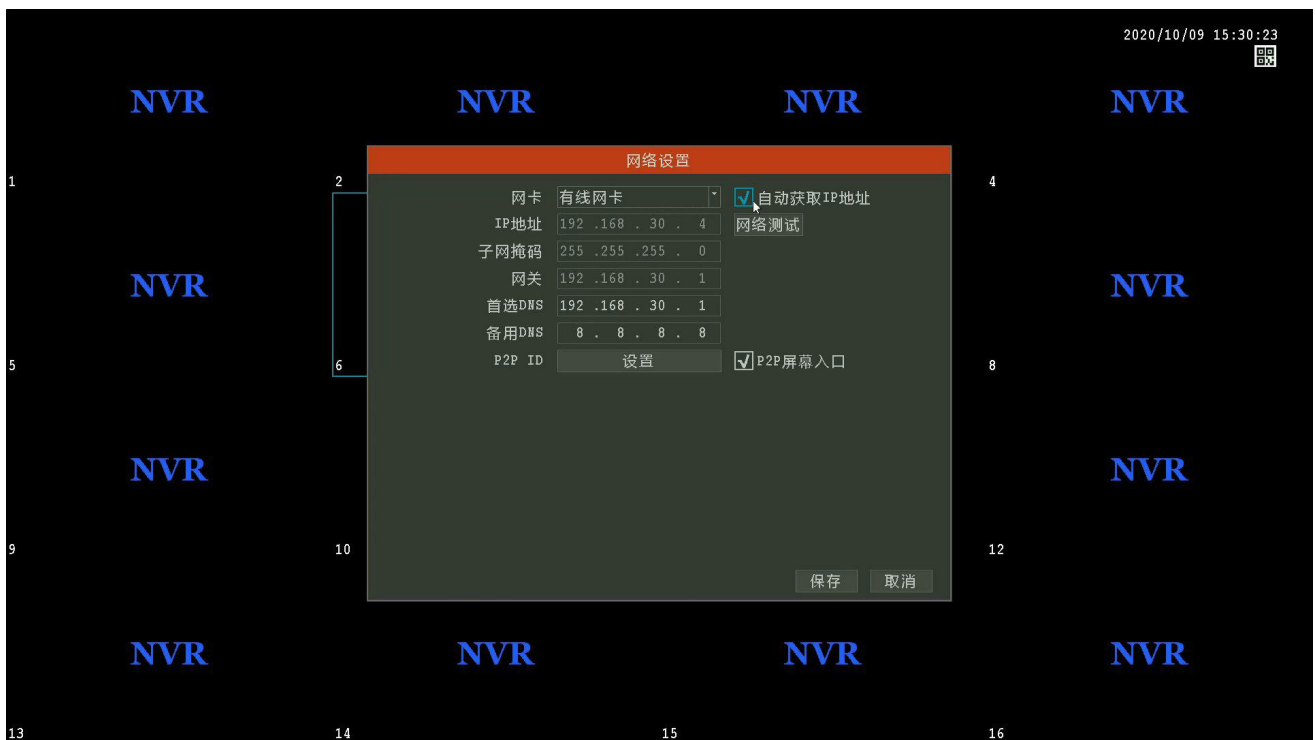 2020/10/09 15:30:23
NVR NVR NVR NVR
网络设置
1 2 4
网卡 有线网卡 自动获取IP地址
IP地址 192 .168 . 30 . 4 网络测试
子网掩码 255 .255 .255 . 0
NVR 网关 192 .168 . 30 . 1 NVR
首选DNS 192 .168 . 30 . 1
备用DNS 8 . 8 . 8 . 8
5 6 P2P ID 设置 P2P屏幕入口 8
NVR NVR
9 10 12
保存 取消
NVR NVR NVR NVR
13 14 15 16